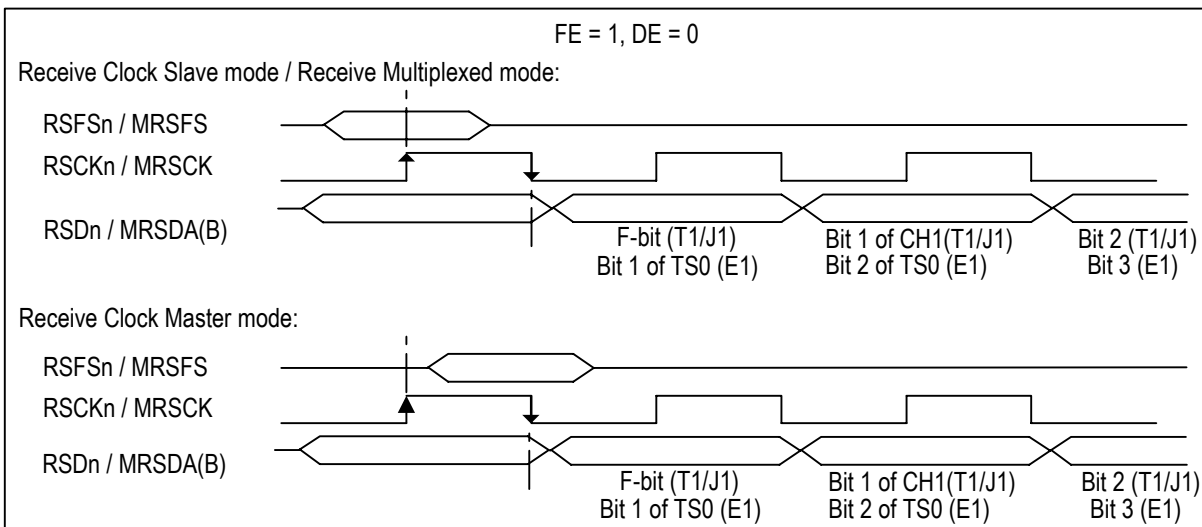 FE = 1, DE = 0
Receive Clock Slave mode / Receive Multiplexed mode:
RSFSn / MRSFS
RSCKn / MRSCK
RSDn / MRSDA(B)
F-bit (T1/J1)
Bit 1 of TS0 (E1)
Bit 1 of CH1(T1/J1)
Bit 2 of TS0 (E1)
Bit 2 (T1/J1)
Bit 3 (E1)
Receive Clock Master mode:
RSFSn / MRSFS
RSCKn / MRSCK
RSDn / MRSDA(B)
F-bit (T1/J1)
Bit 1 of TS0 (E1)
Bit 1 of CH1(T1/J1)
Bit 2 of TS0 (E1)
Bit 2 (T1/J1)
Bit 3 (E1)